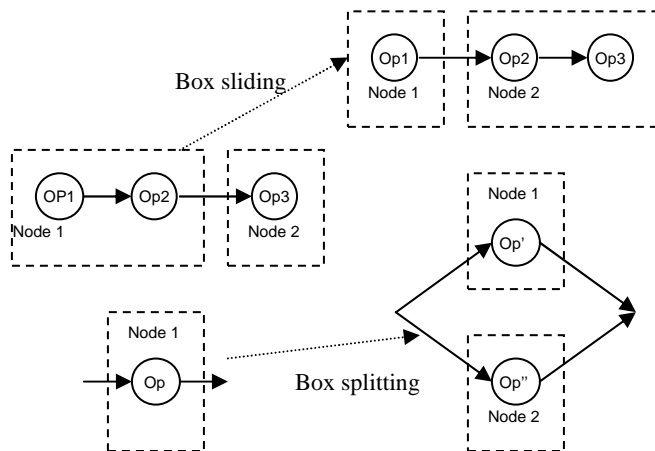 Op1
Op2
Op3
Node 1
Node 2
Box sliding
OP1
Op2
Op3
Node 1
Node 2
Node 1
Op'
Node 1
Op
Box splitting
Op''
Node 2